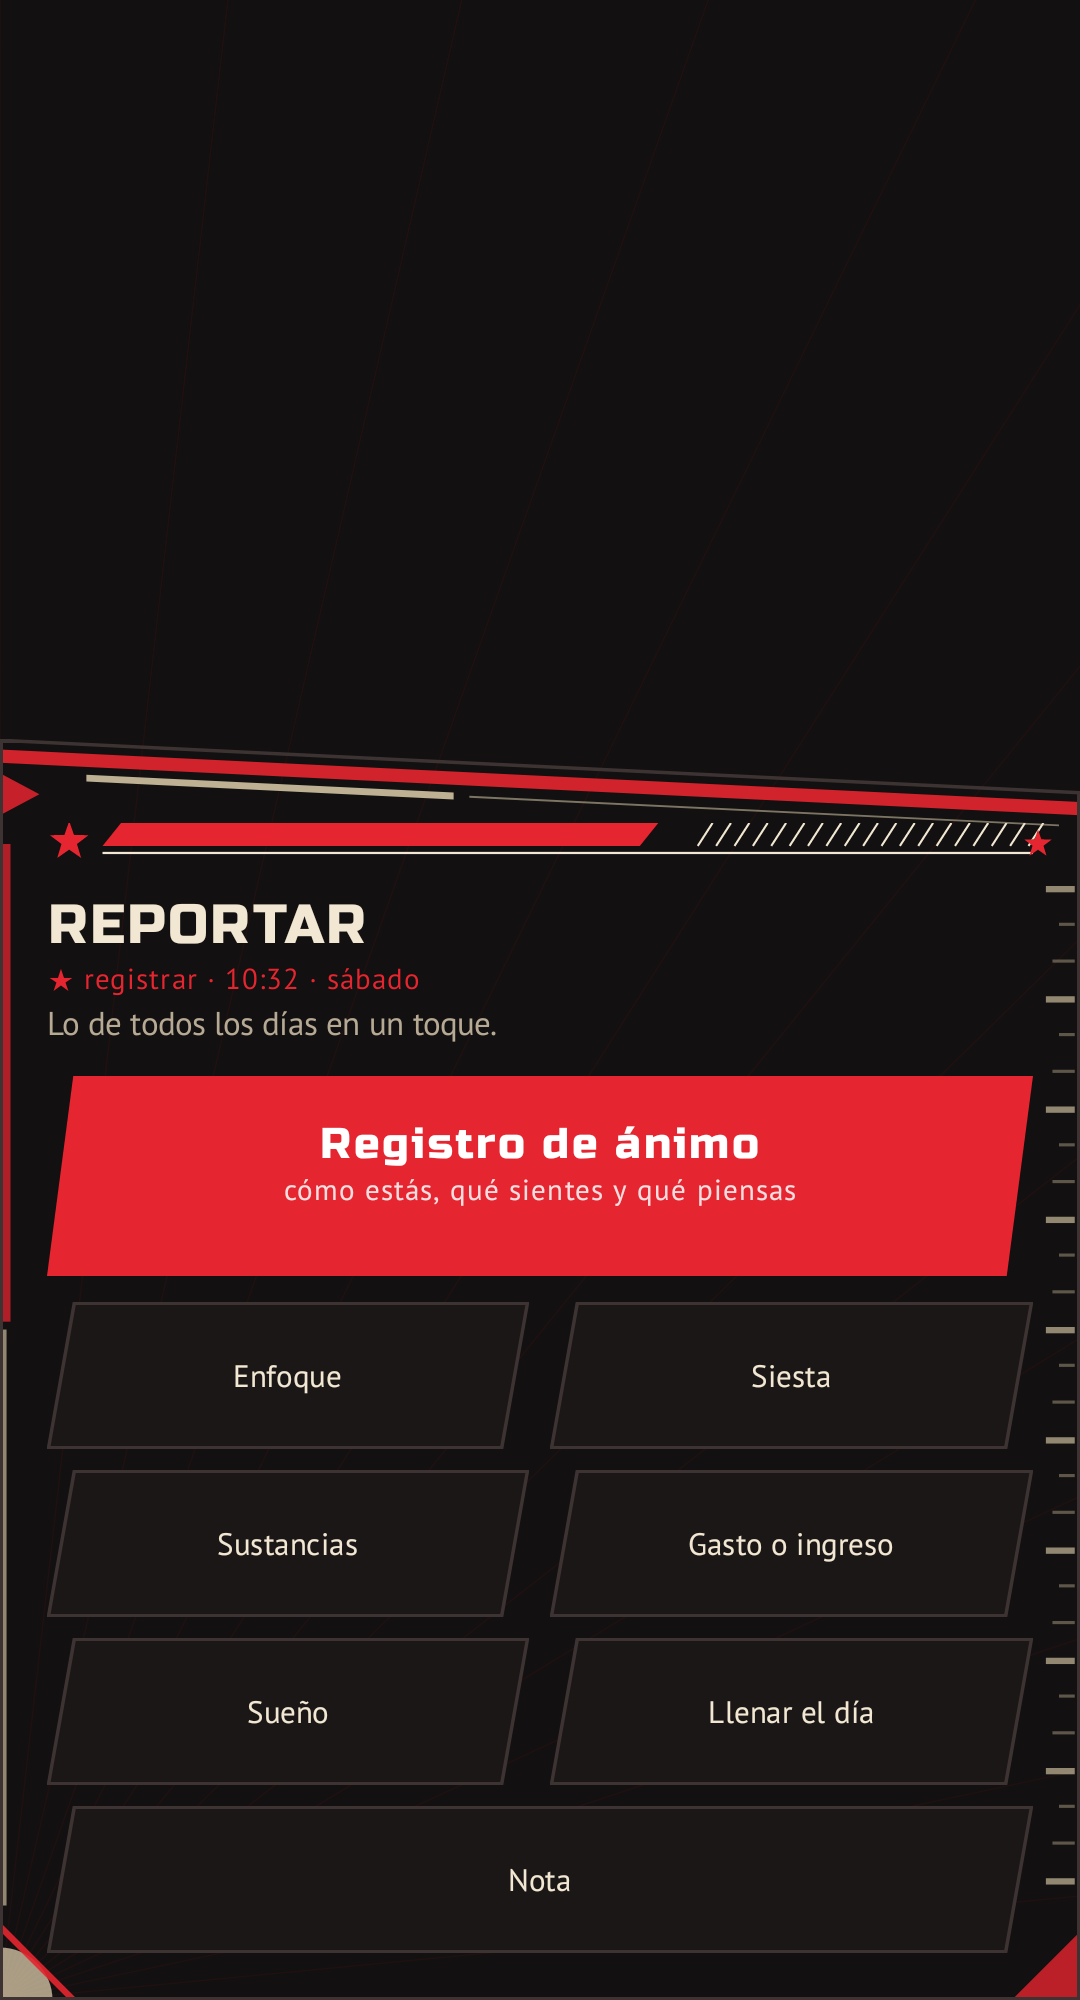 REPORTAR
★ registrar · 10:32 · sábado
Lo de todos los días en un toque.
Registro de ánimo
cómo estás, qué sientes y qué piensas
Enfoque
Siesta
Sustancias
Gasto o ingreso
Sueño
Llenar el día
Nota